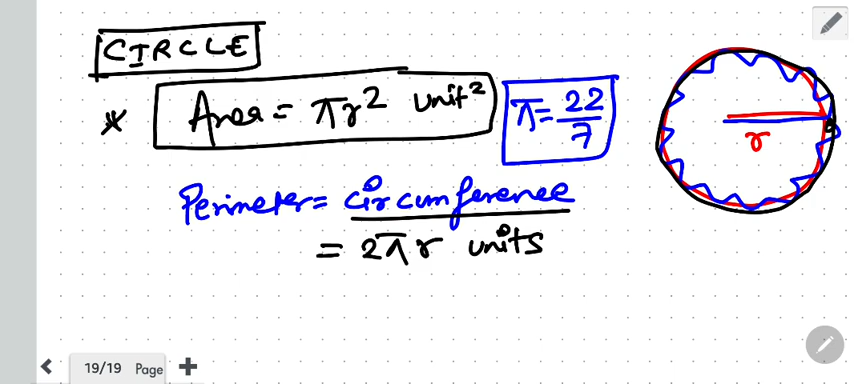 CIRCLE
* Area = πr² unit² π = 22/7
r
Perimeter = circumference
= 2πr units
19/19 Page